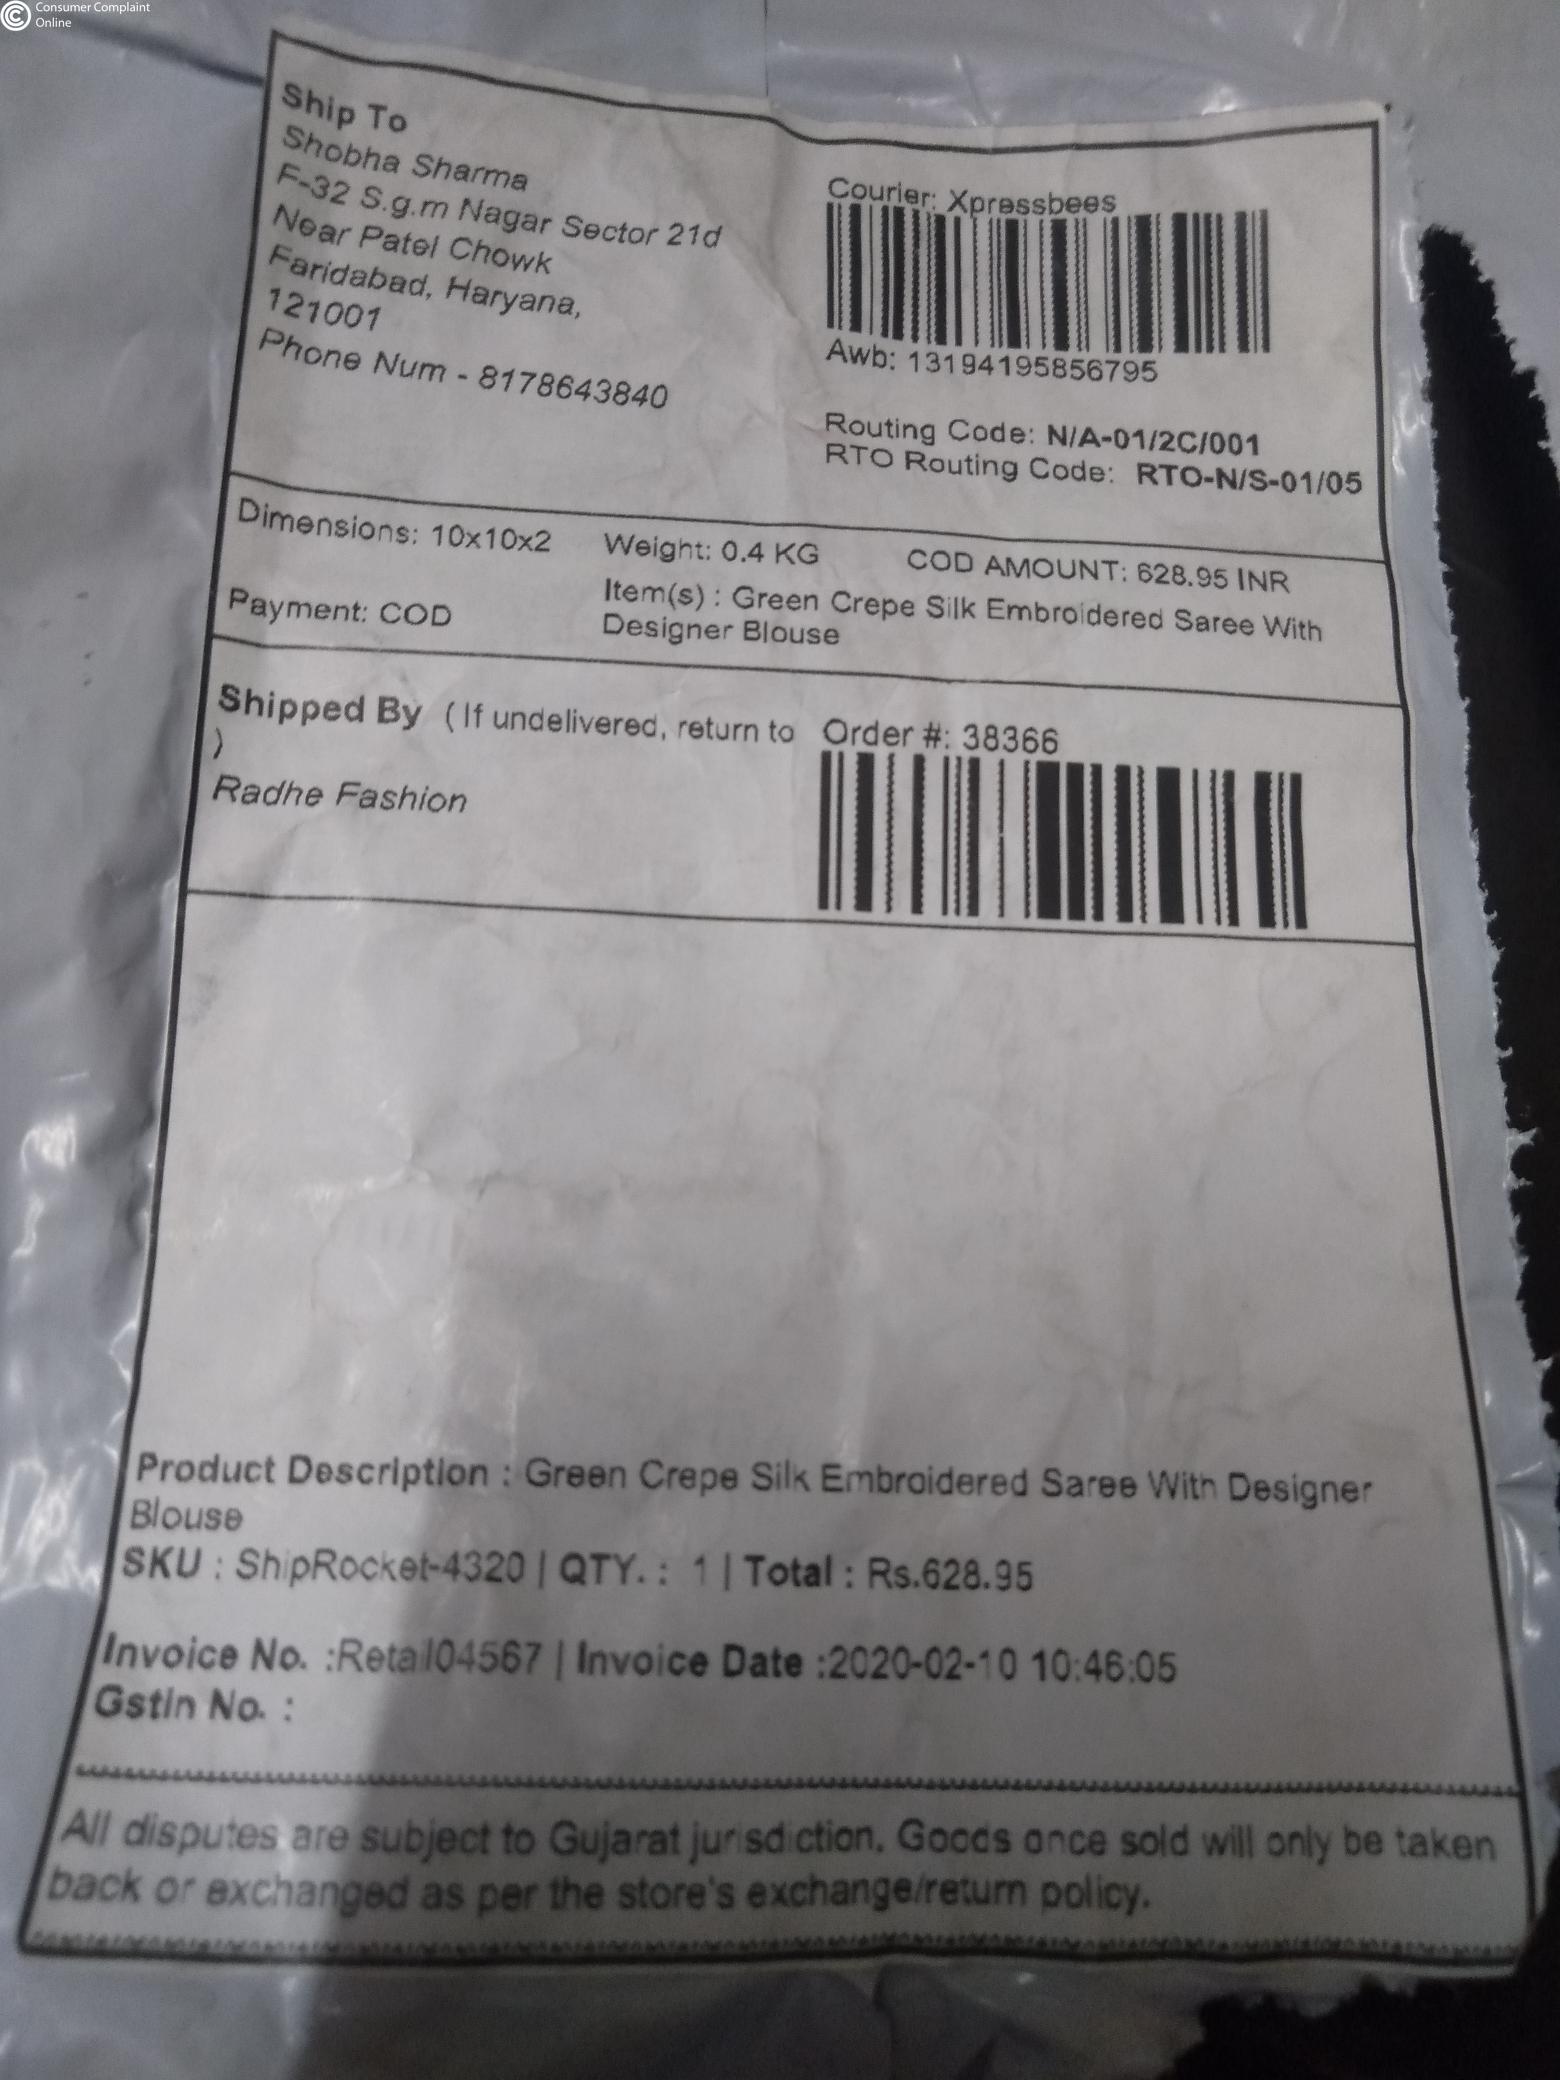 Consumer Complaint
Online
Ship To
Shobha Sharma
F-32 S.g.m Nagar Sector 21d
Near Patel Chowk
Faridabad, Haryana,
121001
Phone Num - 8178643840
Courier: Xpressbees
Awb: 13194195856795
Routing Code: N/A-01/2C/001
RTO Routing Code: RTO-N/S-01/05
Dimensions: 10x10x2
Weight: 0.4 KG
COD AMOUNT: 628.95 INR
Payment: COD
Item(s) : Green Crepe Silk Embroidered Saree With
Designer Blouse
Shipped By ( If undelivered, return to
)
Radhe Fashion
Order #: 38366
Product Description : Green Crepe Silk Embroidered Saree With Designer
Blouse
SKU : ShipRocket-4320 | QTY. : 1 | Total : Rs.628.95
Invoice No. :Retail04567 | Invoice Date :2020-02-10 10:46:05
Gstin No. :
All disputes are subject to Gujarat jurisdiction. Goods once sold will only be taken
back or exchanged as per the store's exchange/return policy.